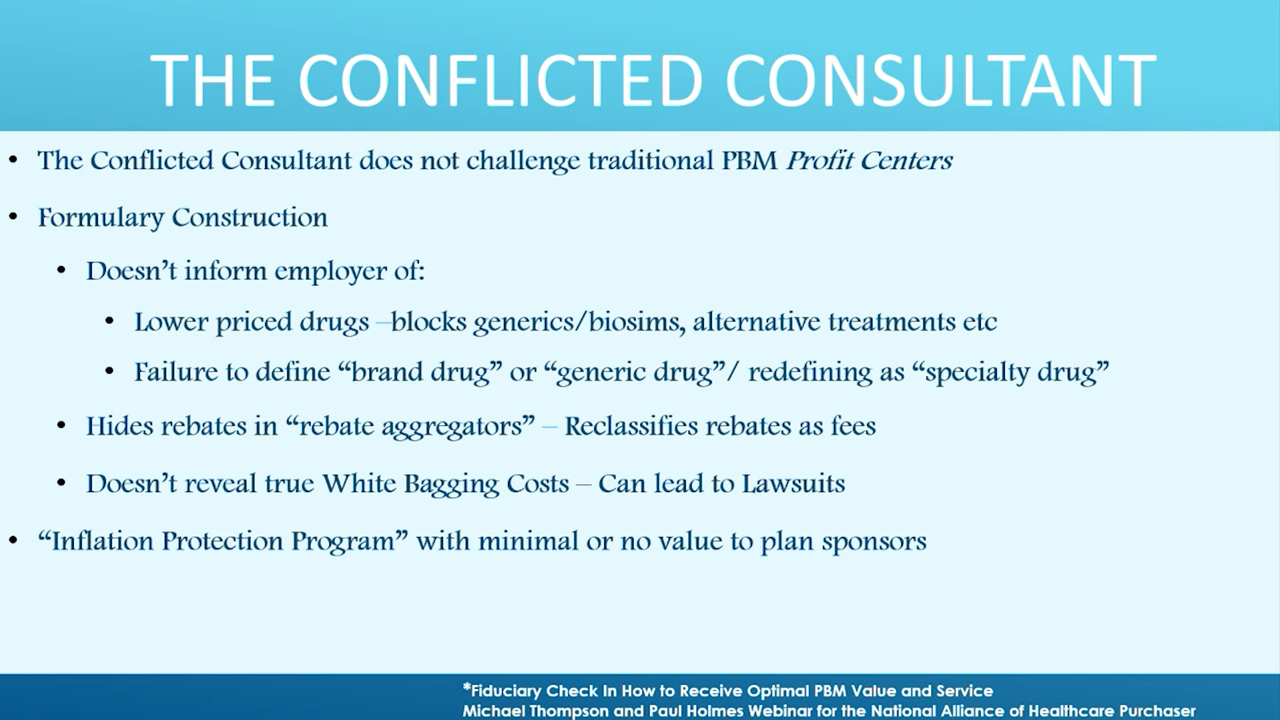 THE CONFLICTED CONSULTANT
• The Conflicted Consultant does not challenge traditional PBM Profit Centers
• Formulary Construction
• Doesn’t inform employer of:
• Lower priced drugs –blocks generics/biosims, alternative treatments etc
• Failure to define “brand drug” or “generic drug”/ redefining as “specialty drug”
• Hides rebates in “rebate aggregators” – Reclassifies rebates as fees
• Doesn’t reveal true White Bagging Costs – Can lead to Lawsuits
• “Inflation Protection Program” with minimal or no value to plan sponsors
*Fiduciary Check In How to Receive Optimal PBM Value and Service
Michael Thompson and Paul Holmes Webinar for the National Alliance of Healthcare Purchaser